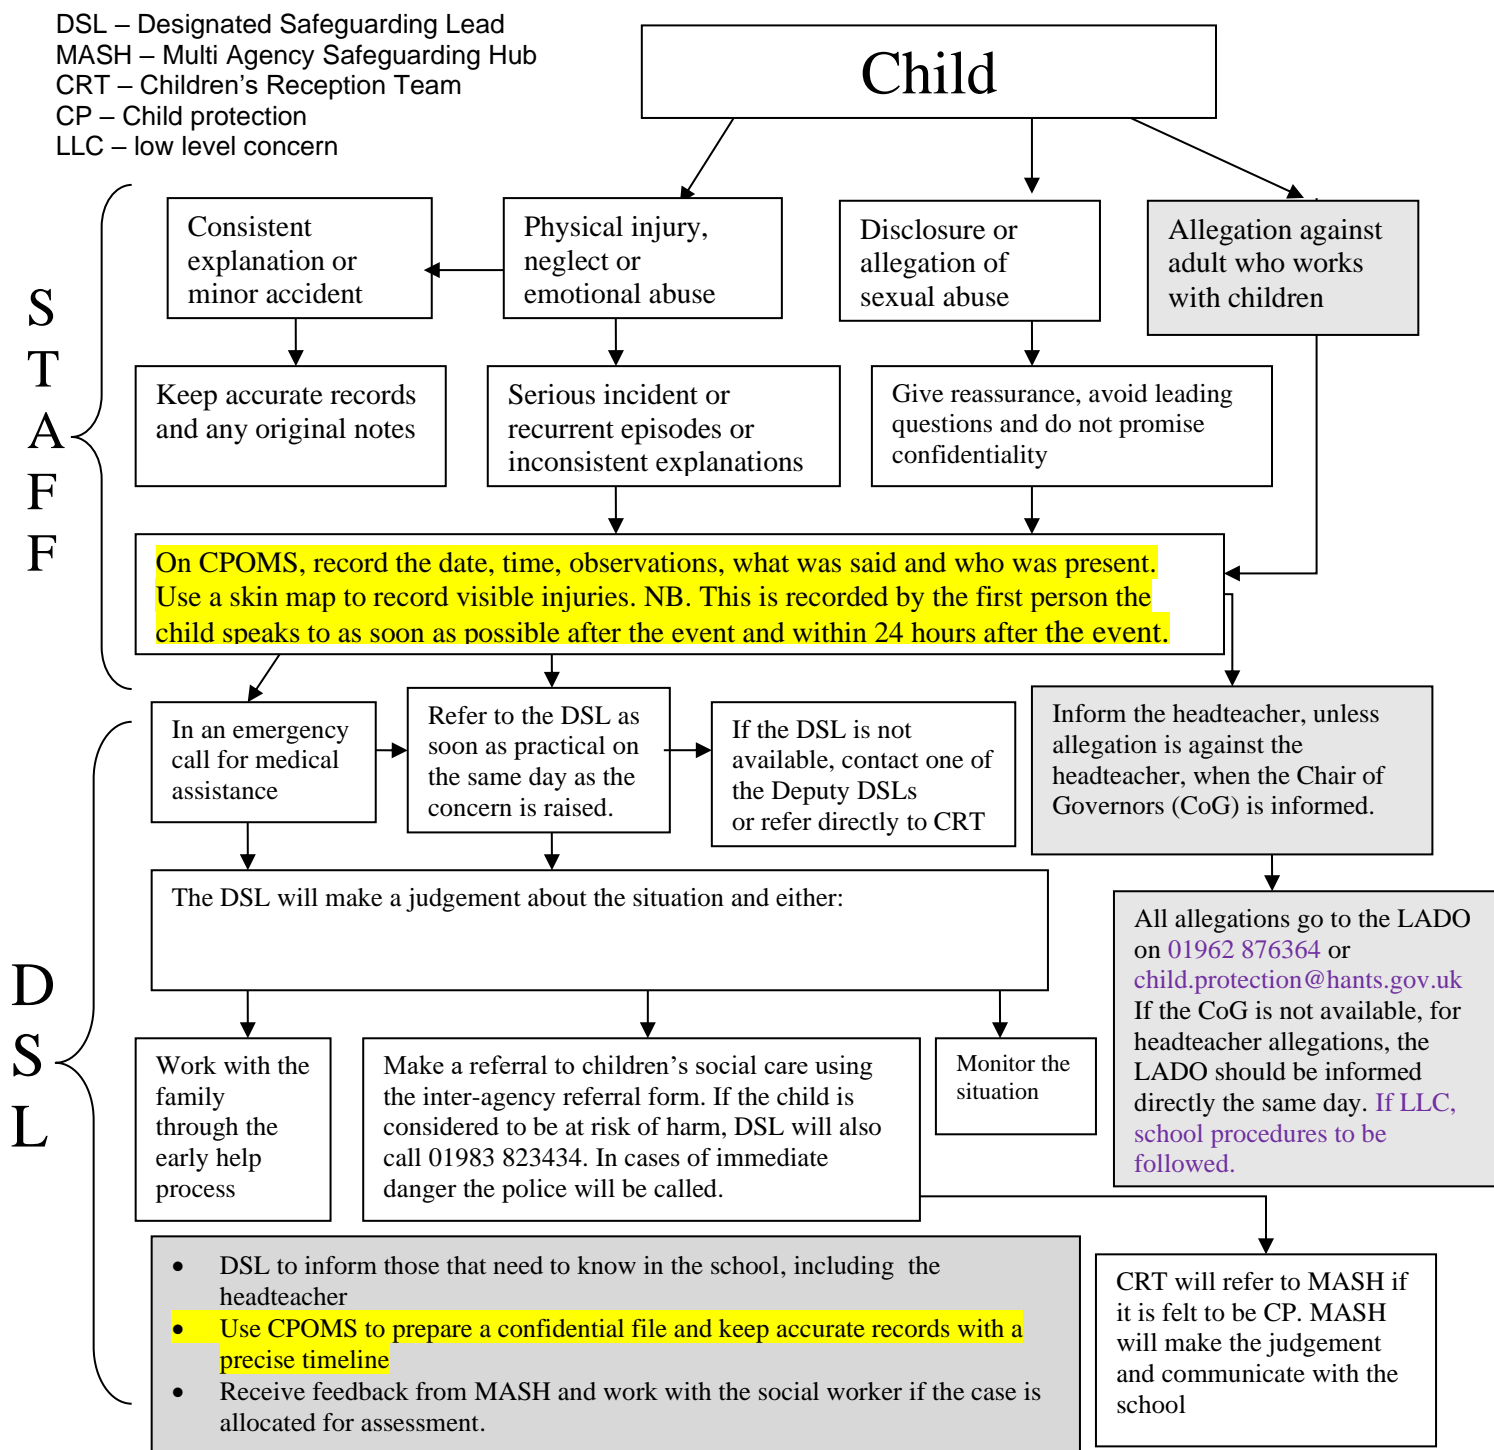 DSL – Designated Safeguarding Lead
MASH – Multi Agency Safeguarding Hub
CRT – Children's Reception Team
CP – Child protection
LLC – low level concern
Child
S
T
A
F
F
Consistent
explanation or
minor accident
Physical injury,
neglect or
emotional abuse
Disclosure or
allegation of
sexual abuse
Allegation against
adult who works
with children
Keep accurate records
and any original notes
Serious incident or
recurrent episodes or
inconsistent explanations
Give reassurance, avoid leading
questions and do not promise
confidentiality
On CPOMS, record the date, time, observations, what was said and who was present.
Use a skin map to record visible injuries. NB. This is recorded by the first person the
child speaks to as soon as possible after the event and within 24 hours after the event.
D
S
L
In an emergency
call for medical
assistance
Refer to the DSL as
soon as practical on
the same day as the
concern is raised.
If the DSL is not
available, contact one of
the Deputy DSLs
or refer directly to CRT
Inform the headteacher, unless
allegation is against the
headteacher, when the Chair of
Governors (CoG) is informed.
The DSL will make a judgement about the situation and either:
All allegations go to the LADO
on 01962 876364 or
child.protection@hants.gov.uk
If the CoG is not available, for
headteacher allegations, the
LADO should be informed
directly the same day. If LLC,
school procedures to be
followed.
Work with the
family
through the
early help
process
Make a referral to children's social care using
the inter-agency referral form. If the child is
considered to be at risk of harm, DSL will also
call 01983 823434. In cases of immediate
danger the police will be called.
Monitor the
situation
• DSL to inform those that need to know in the school, including the
headteacher
• Use CPOMS to prepare a confidential file and keep accurate records with a
precise timeline
• Receive feedback from MASH and work with the social worker if the case is
allocated for assessment.
CRT will refer to MASH if
it is felt to be CP. MASH
will make the judgement
and communicate with the
school